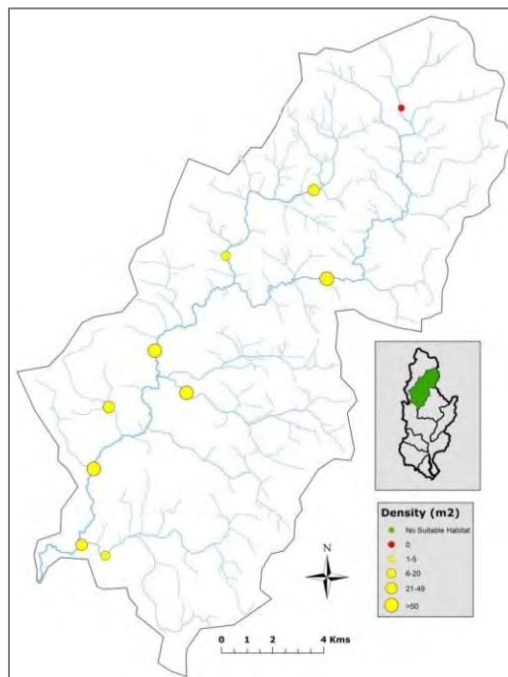 Density (m2)
No Suitable Habitat
0
1-5
6-20
21-49
>50
N
0 1 2 4 Kms